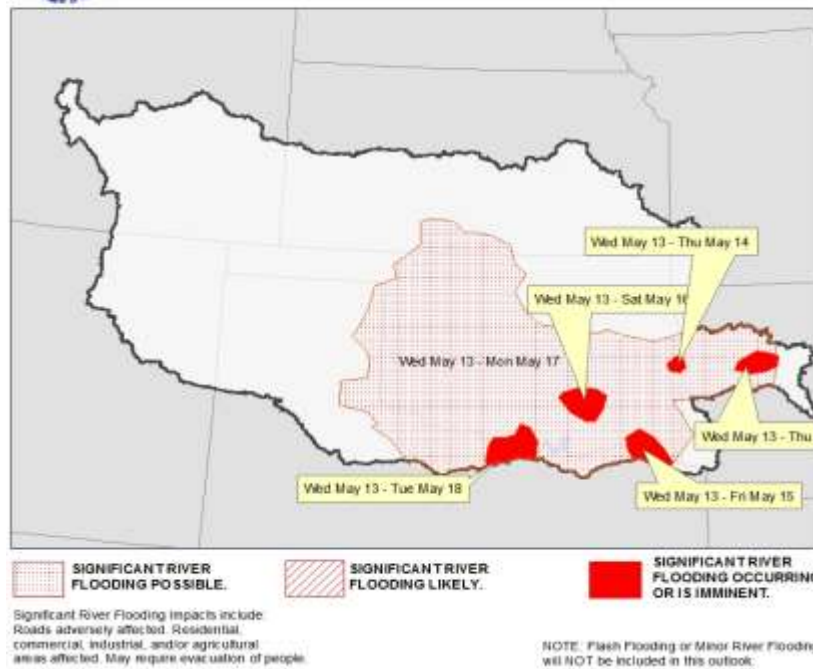 Wed May 13 - Thu May 14
Wed May 13 - Sat May 16
Wed May 13 - Mon May 17
Wed May 13 - Thu
Wed May 13 - Tue May 18
Wed May 13 - Fri May 15
SIGNIFICANT RIVER
FLOODING POSSIBLE.
SIGNIFICANT RIVER
FLOODING LIKELY.
SIGNIFICANT RIVER
FLOODING OCCURRING
OR IS IMMINENT.
Significant River Flooding Impacts include:
Roads adversely affected. Residential,
commercial, industrial, and/or agricultural
areas affected. May require evacuation of people.
NOTE: Flash Flooding or Minor River Flooding
will NOT be included in this outlook.